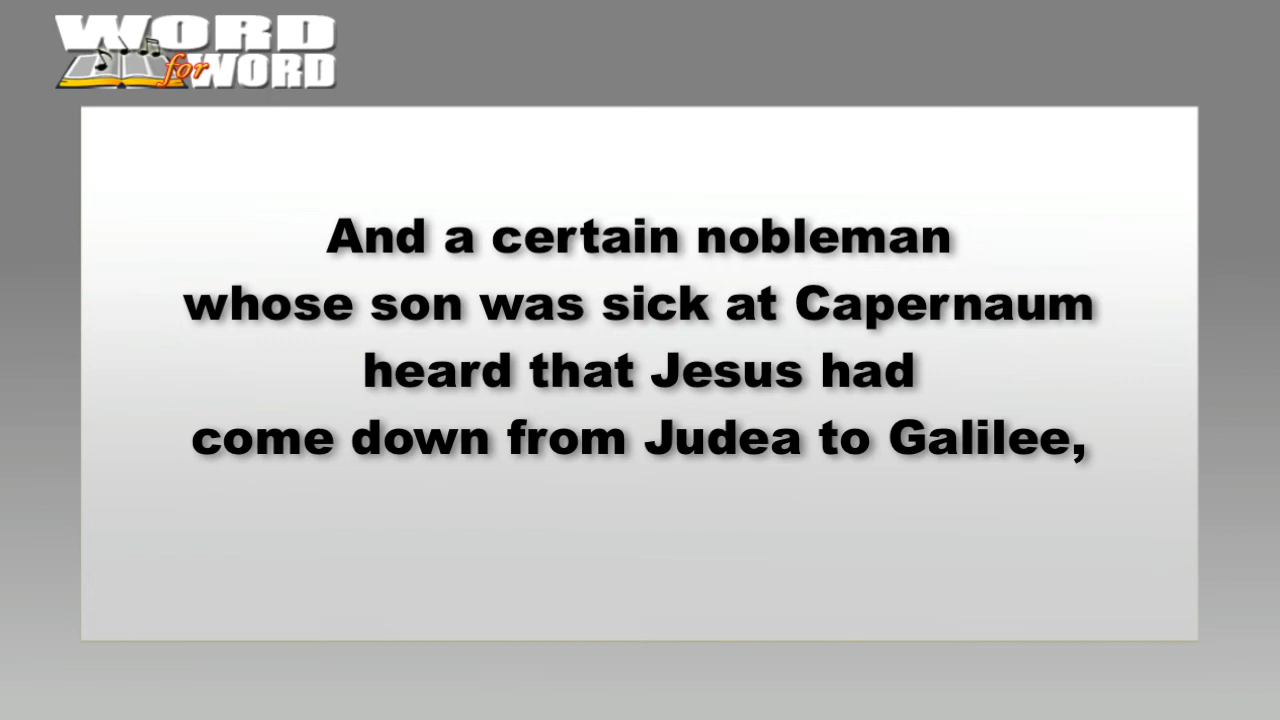 WORD
for WORD
And a certain nobleman
whose son was sick at Capernaum
heard that Jesus had
come down from Judea to Galilee,